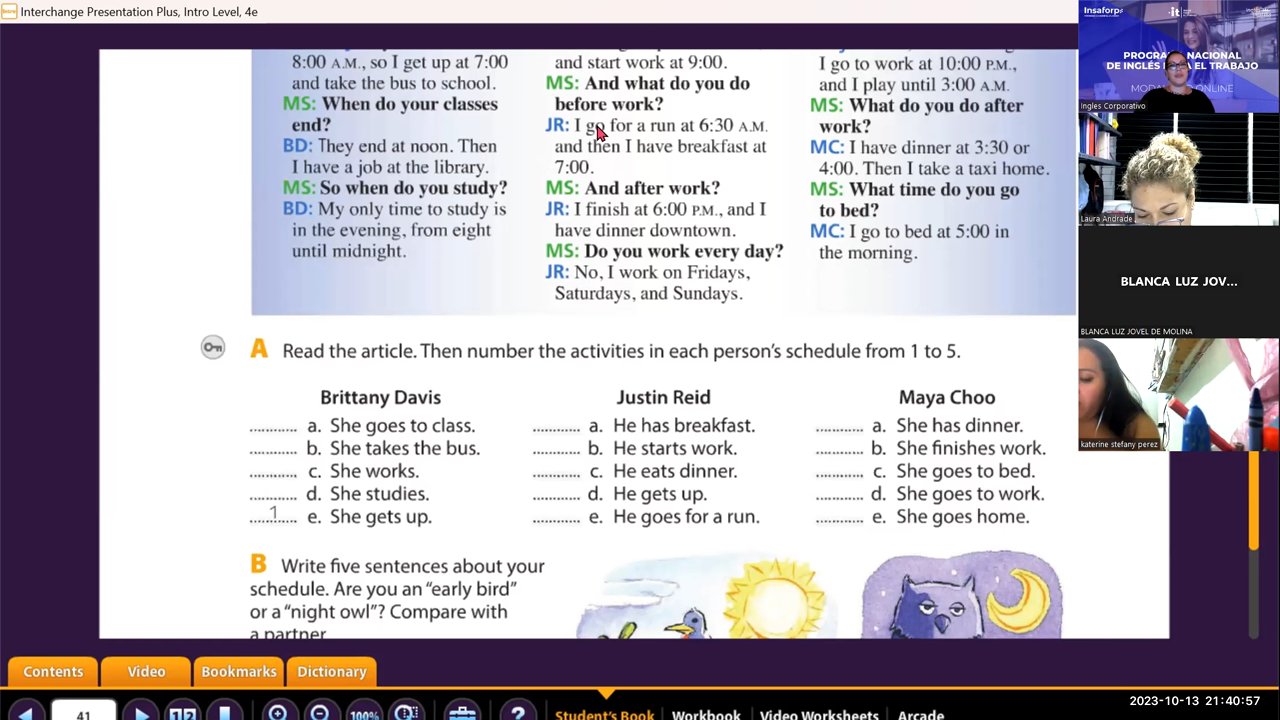 Interchange Presentation Plus, Intro Level, 4e
8:00 A.M., so I get up at 7:00
and take the bus to school.
MS: When do your classes
end?
BD: They end at noon. Then
I have a job at the library.
MS: So when do you study?
BD: My only time to study is
in the evening, from eight
until midnight.
and start work at 9:00.
MS: And what do you do
before work?
JR: I go for a run at 6:30 A.M.
and then I have breakfast at
7:00.
MS: And after work?
JR: I finish at 6:00 P.M., and I
have dinner downtown.
MS: Do you work every day?
JR: No, I work on Fridays,
Saturdays, and Sundays.
I go to work at 10:00 P.M.,
and I play until 3:00 A.M.
MS: What do you do after
work?
MC: I have dinner at 3:30 or
4:00. Then I take a taxi home.
MS: What time do you go
to bed?
MC: I go to bed at 5:00 in
the morning.
A Read the article. Then number the activities in each person's schedule from 1 to 5.
Brittany Davis
a. She goes to class.
b. She takes the bus.
c. She works.
d. She studies.
1 e. She gets up.
Justin Reid
a. He has breakfast.
b. He starts work.
c. He eats dinner.
d. He gets up.
e. He goes for a run.
Maya Choo
a. She has dinner.
b. She finishes work.
c. She goes to bed.
d. She goes to work.
e. She goes home.
B Write five sentences about your
schedule. Are you an "early bird"
or a "night owl"? Compare with
a partner
Contents
Video
Bookmarks
Dictionary
41
100%
?
Student's Book
Workbook
Video Worksheets
Arcade
Insaforp
PROGRAMA NACIONAL
DE INGLÉS
EL TRABAJO
ONLINE
Ingles Corporativo
Laura Andrade
BLANCA LUZ JOV...
BLANCA LUZ JOVEL DE MOLINA
katerine stefany perez
2023-10-13 21:40:57